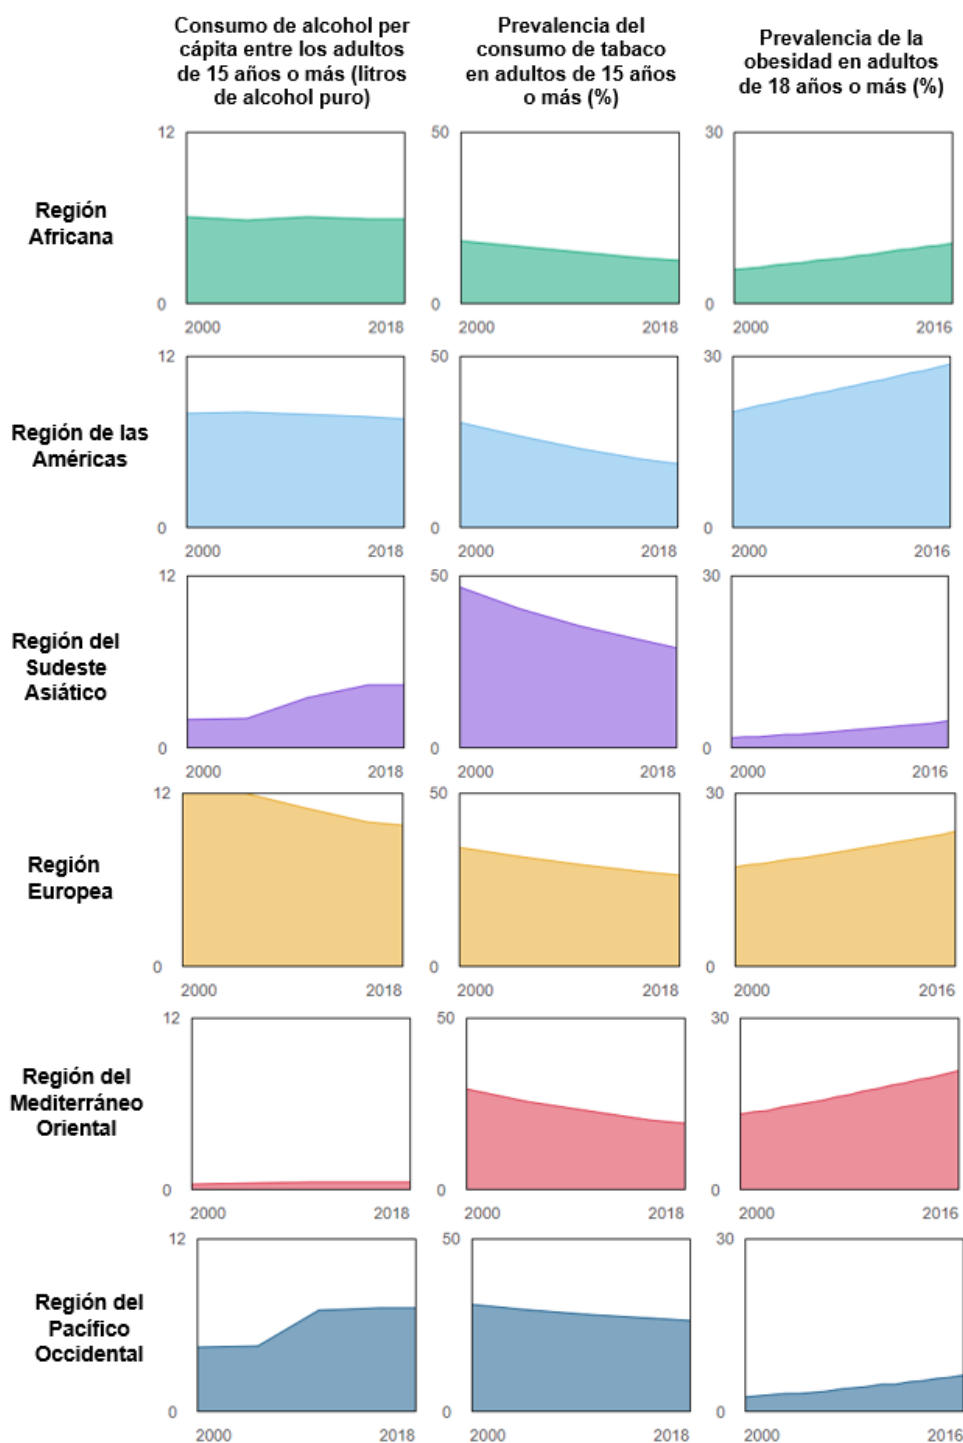 Consumo de alcohol per
cápita entre los adultos
de 15 años o más (litros
de alcohol puro)
Prevalencia del
consumo de tabaco
en adultos de 15 años
o más (%)
Prevalencia de la
obesidad en adultos
de 18 años o más (%)
Región
Africana
12
0
2000 2018
50
0
2000 2018
30
0
2000 2016
Región de las
Américas
12
0
2000 2018
50
0
2000 2018
30
0
2000 2016
Región del
Sudeste
Asiático
12
0
2000 2018
50
0
2000 2018
30
0
2000 2016
Región
Europea
12
0
2000 2018
50
0
2000 2018
30
0
2000 2016
Región del
Mediterráneo
Oriental
12
0
2000 2018
50
0
2000 2018
30
0
2000 2016
Región del
Pacífico
Occidental
12
0
2000 2018
50
0
2000 2018
30
0
2000 2016